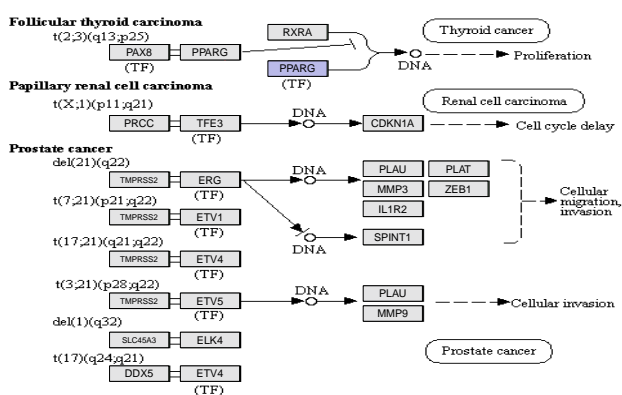 Follicular thyroid carcinoma
t(2;3)(q13;p25)
PAX8 PPARG
(TF)
RXRA
PPARG
(TF)
DNA
Thyroid cancer
Proliferation
Papillary renal cell carcinoma
t(X;1)(p11;q21)
PRCC TFE3
(TF)
DNA
CDKN1A
Renal cell carcinoma
Cell cycle delay
Prostate cancer
del(21)(q22)
TMPRSS2 ERG
(TF)
DNA
PLAU PLAT
MMP3 ZEB1
IL1R2
Cellular
migration,
invasion
t(7;21)(p21;q22)
TMPRSS2 ETV1
(TF)
DNA
SPINT1
t(17;21)(q21;q22)
TMPRSS2 ETV4
(TF)
t(3;21)(p28;q22)
TMPRSS2 ETV5
(TF)
DNA
PLAU
MMP9
Cellular invasion
del(1)(q32)
SLC45A3 ELK4
Prostate cancer
t(17)(q24;q21)
DDX5 ETV4
(TF)